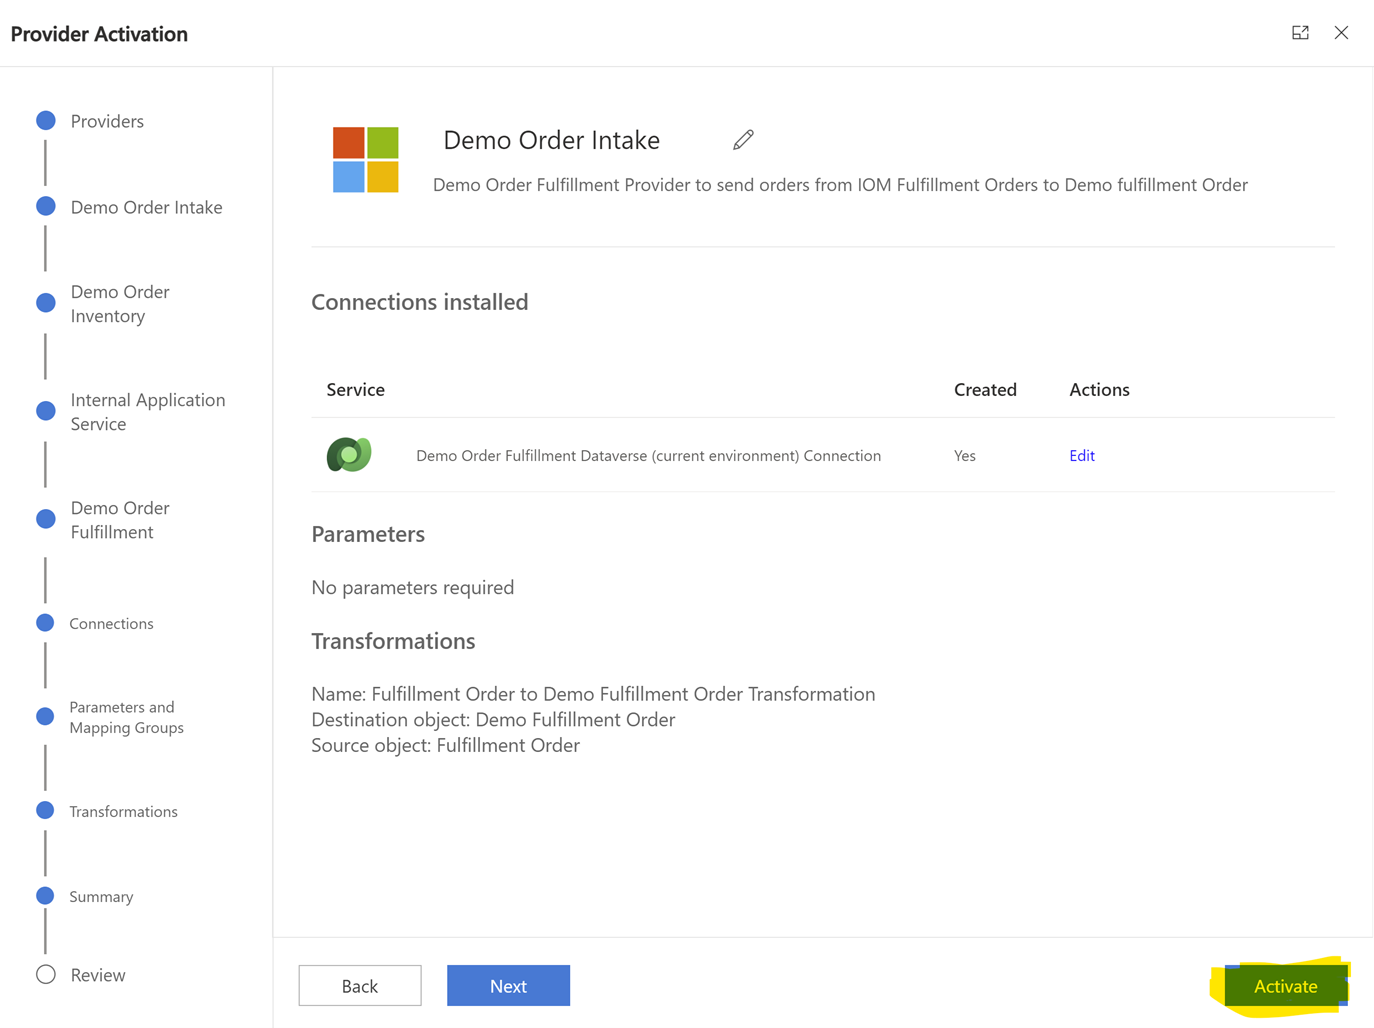 Provider Activation
Providers
Demo Order Intake
Demo Order
Inventory
Internal Application
Service
Demo Order
Fulfillment
Connections
Parameters and
Mapping Groups
Transformations
Summary
Review
Demo Order Intake
Demo Order Fulfillment Provider to send orders from IOM Fulfillment Orders to Demo fulfillment Order
Connections installed
Service Created Actions
Demo Order Fulfillment Dataverse (current environment) Connection Yes Edit
Parameters
No parameters required
Transformations
Name: Fulfillment Order to Demo Fulfillment Order Transformation
Destination object: Demo Fulfillment Order
Source object: Fulfillment Order
Back Next Activate